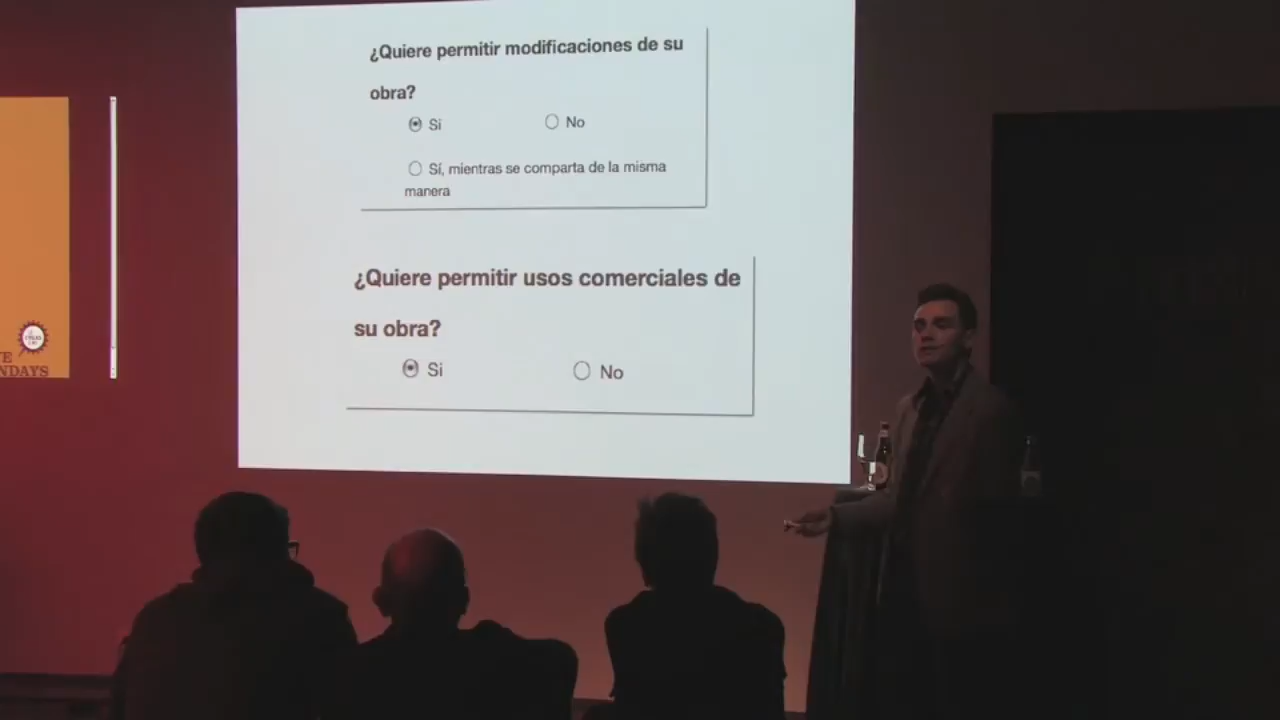 ¿Quiere permitir modificaciones de su
obra?
Si
No
Sí, mientras se comparta de la misma
manera
¿Quiere permitir usos comerciales de
su obra?
Si
No
NDAYS